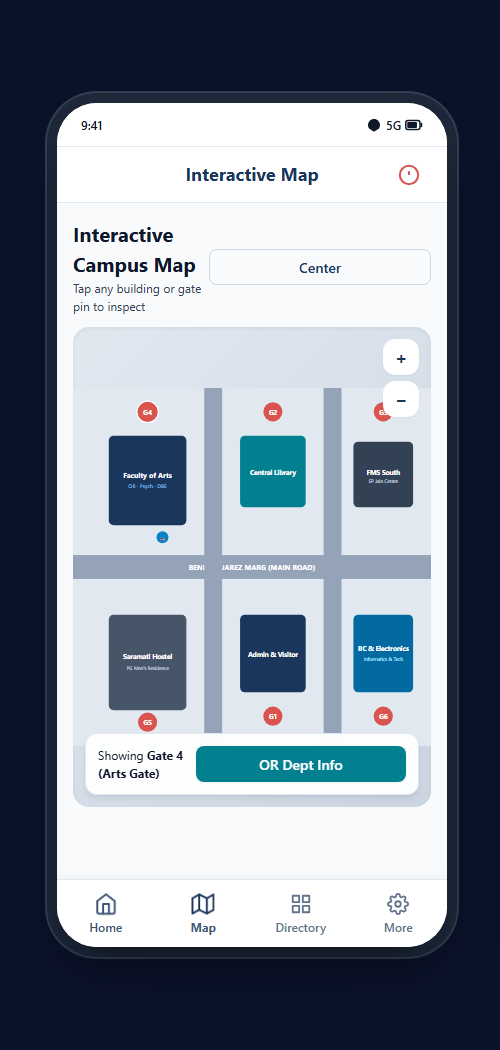 9:41
5G
Interactive Map
Interactive
Campus Map
Tap any building or gate
pin to inspect
Center
+
−
G4
G2
Faculty of Arts
OR · Psych · DBE
Central Library
FMS South
SP Jain Centre
MARG (MAIN ROAD)
Saramati Hostel
PG Men's Residence
Admin & Visitor
IIC & Electronics
Informatics & Tech
G5
G1
G6
Showing Gate 4
(Arts Gate)
OR Dept Info
Home
Map
Directory
More